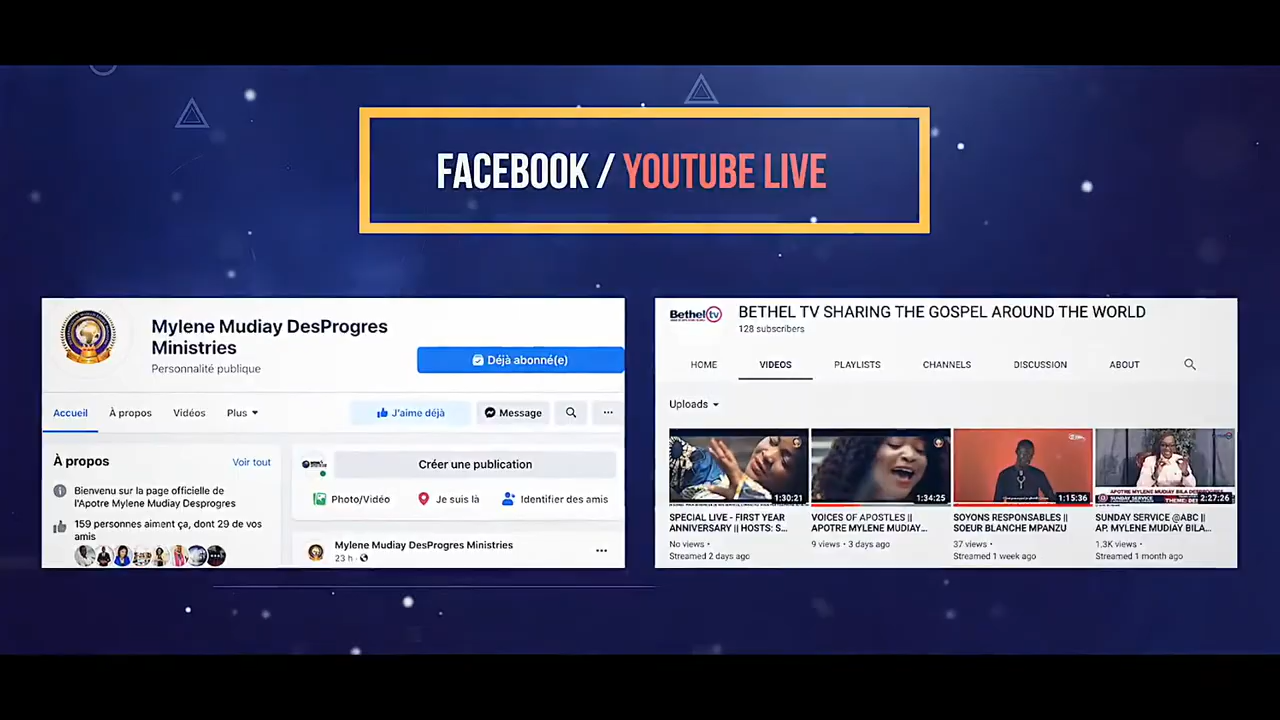 FACEBOOK / YOUTUBE LIVE
Mylene Mudiay DesProgres
Ministries
Personnalité publique
Déjà abonné(e)
Accueil
À propos
Vidéos
Plus
J'aime déjà
Message
À propos
Voir tout
Bienvenu sur la page officielle de
l'Apotre Mylene Mudiay Desprogres
159 personnes aiment ça, dont 29 de vos
amis
Créer une publication
Photo/Vidéo
Je suis là
Identifier des amis
Mylene Mudiay DesProgres Ministries
23 h
Bethel tv
BETHEL TV SHARING THE GOSPEL AROUND THE WORLD
128 subscribers
HOME
VIDEOS
PLAYLISTS
CHANNELS
DISCUSSION
ABOUT
Uploads
1:30:21
SPECIAL LIVE - FIRST YEAR
ANNIVERSARY || HOSTS: S...
No views •
Streamed 2 days ago
1:34:25
VOICES OF APOSTLES ||
APOTRE MYLENE MUDIAY...
9 views • 3 days ago
1:15:36
SOYONS RESPONSABLES ||
SOEUR BLANCHE MPANZU
37 views •
Streamed 1 week ago
APOTRE MYLENE MUDIAY BILA
SUNDAY SERVICE
2:27:26
SUNDAY SERVICE @ABC ||
AP. MYLENE MUDIAY BILA...
1.3K views •
Streamed 1 month ago